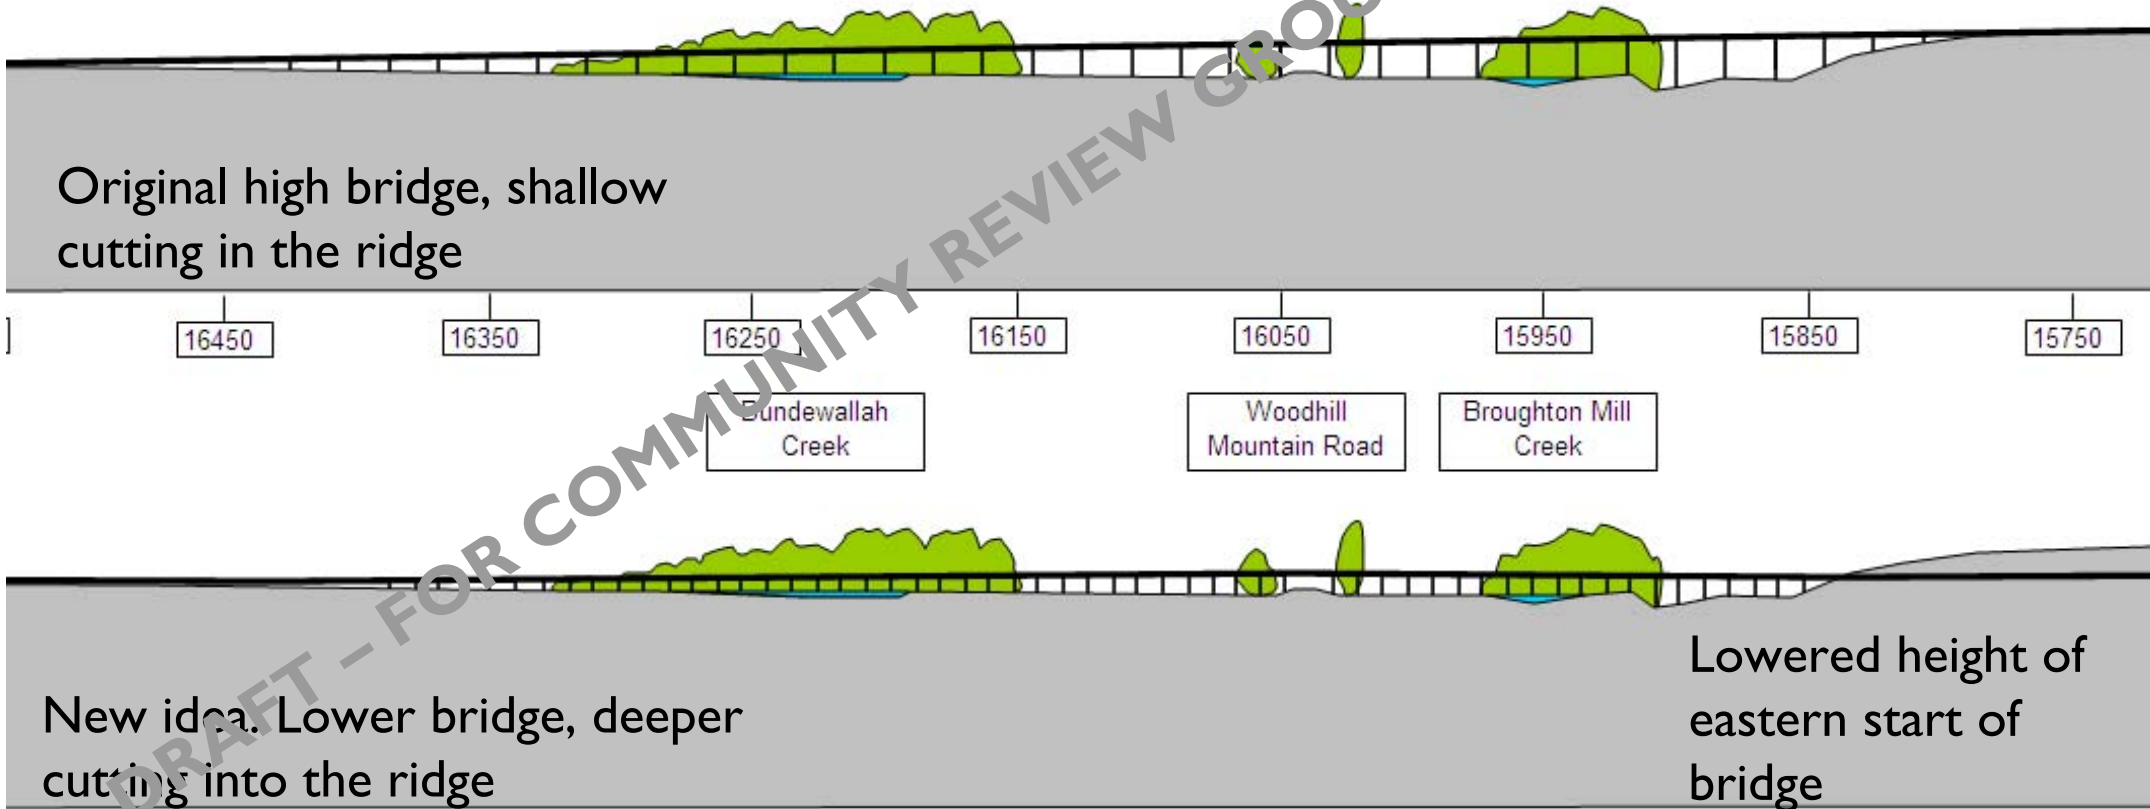 Original high bridge, shallow
cutting in the ridge
16450
16350
16250
16150
16050
15950
15850
15750
Bundewallah
Creek
Woodhill
Mountain Road
Broughton Mill
Creek
New idea. Lower bridge, deeper
cutting into the ridge
Lowered height of
eastern start of
bridge
DRAFT – FOR COMMUNITY REVIEW GROU